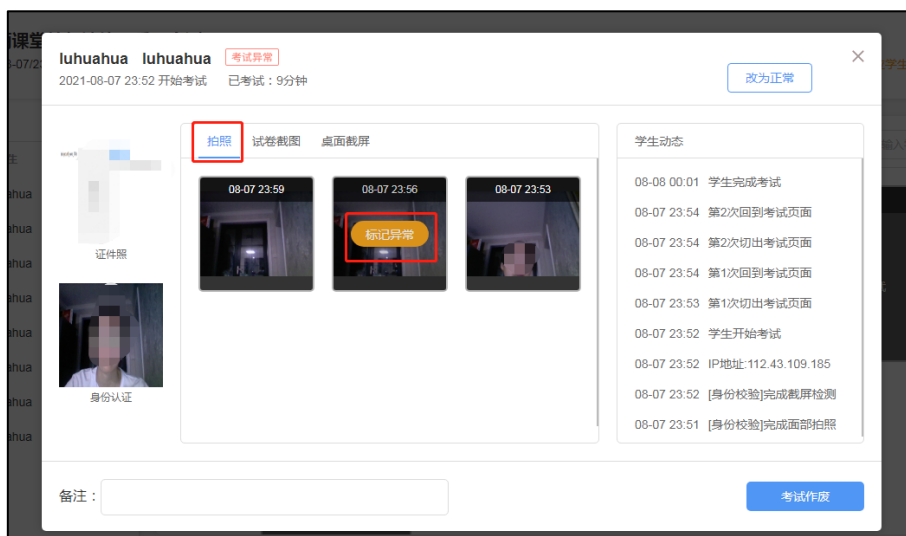 luhuahua luhuahua 考试异常
2021-08-07 23:52 开始考试 已考试：9分钟
改为正常
证件照
身份认证
拍照 试卷截图 桌面截屏
08-07 23:59 08-07 23:56 08-07 23:53
标记异常
学生动态
08-08 00:01 学生完成考试
08-07 23:54 第2次回到考试页面
08-07 23:54 第2次切出考试页面
08-07 23:54 第1次回到考试页面
08-07 23:53 第1次切出考试页面
08-07 23:52 学生开始考试
08-07 23:52 IP地址:112.43.109.185
08-07 23:52 [身份校验]完成截屏检测
08-07 23:51 [身份校验]完成面部拍照
备注：
考试作废